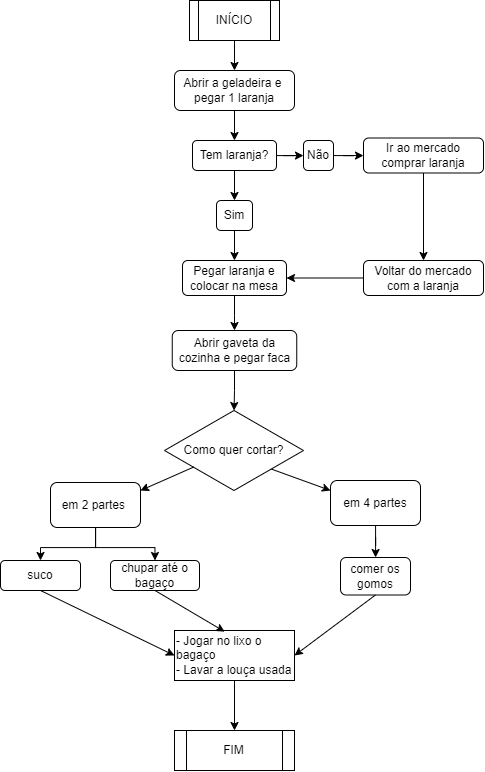 INÍCIO
Abrir a geladeira e
pegar 1 laranja
Tem laranja?
Não
Ir ao mercado
comprar laranja
Sim
Pegar laranja e
colocar na mesa
Voltar do mercado
com a laranja
Abrir gaveta da
cozinha e pegar faca
Como quer cortar?
em 2 partes
em 4 partes
suco
chupar até o
bagaço
comer os
gomos
- Jogar no lixo o
bagaço
- Lavar a louça usada
FIM